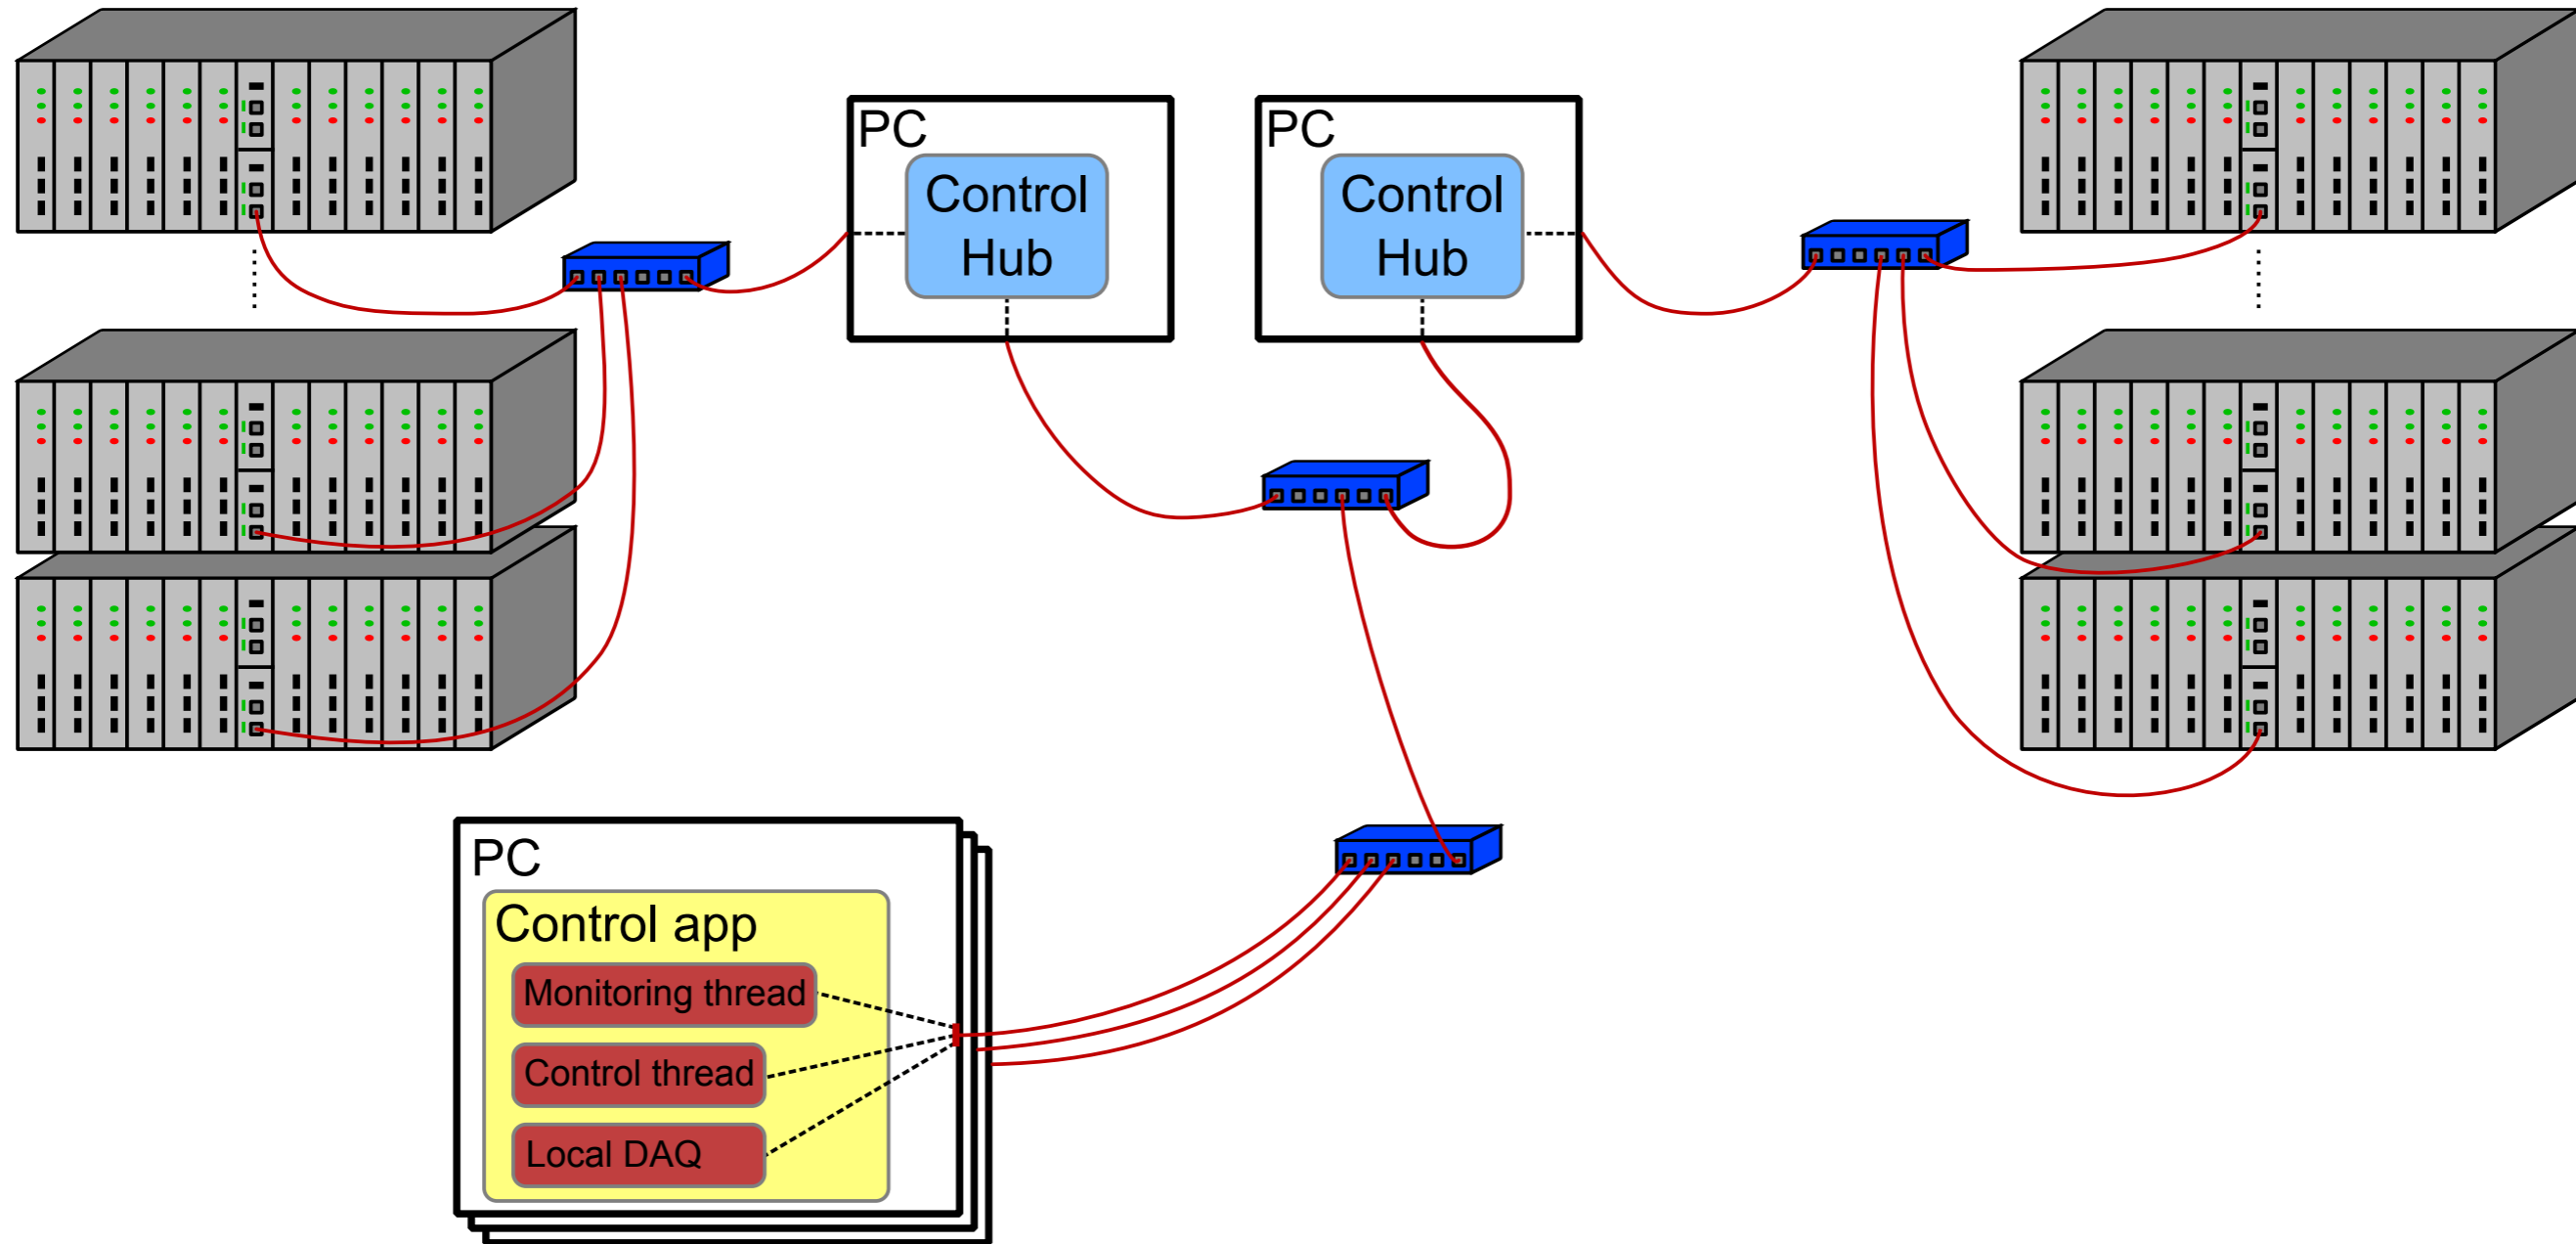 PC
Control
Hub
PC
Control
Hub
PC
Control app
Monitoring thread
Control thread
Local DAQ